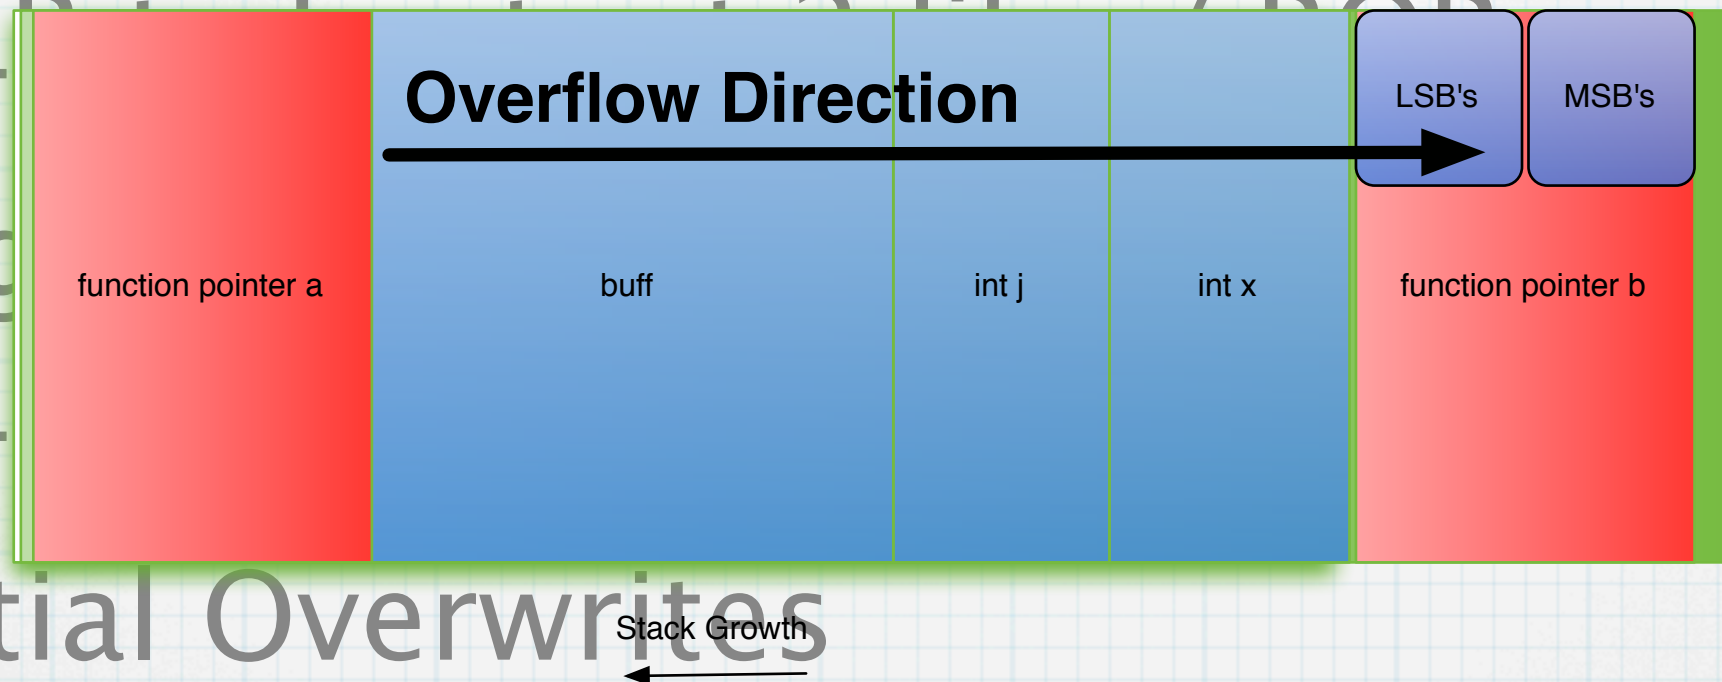 Overflow Direction
LSB's
MSB's
function pointer a
buff
int j
int x
function pointer b
tial Overwrites
Stack Growth